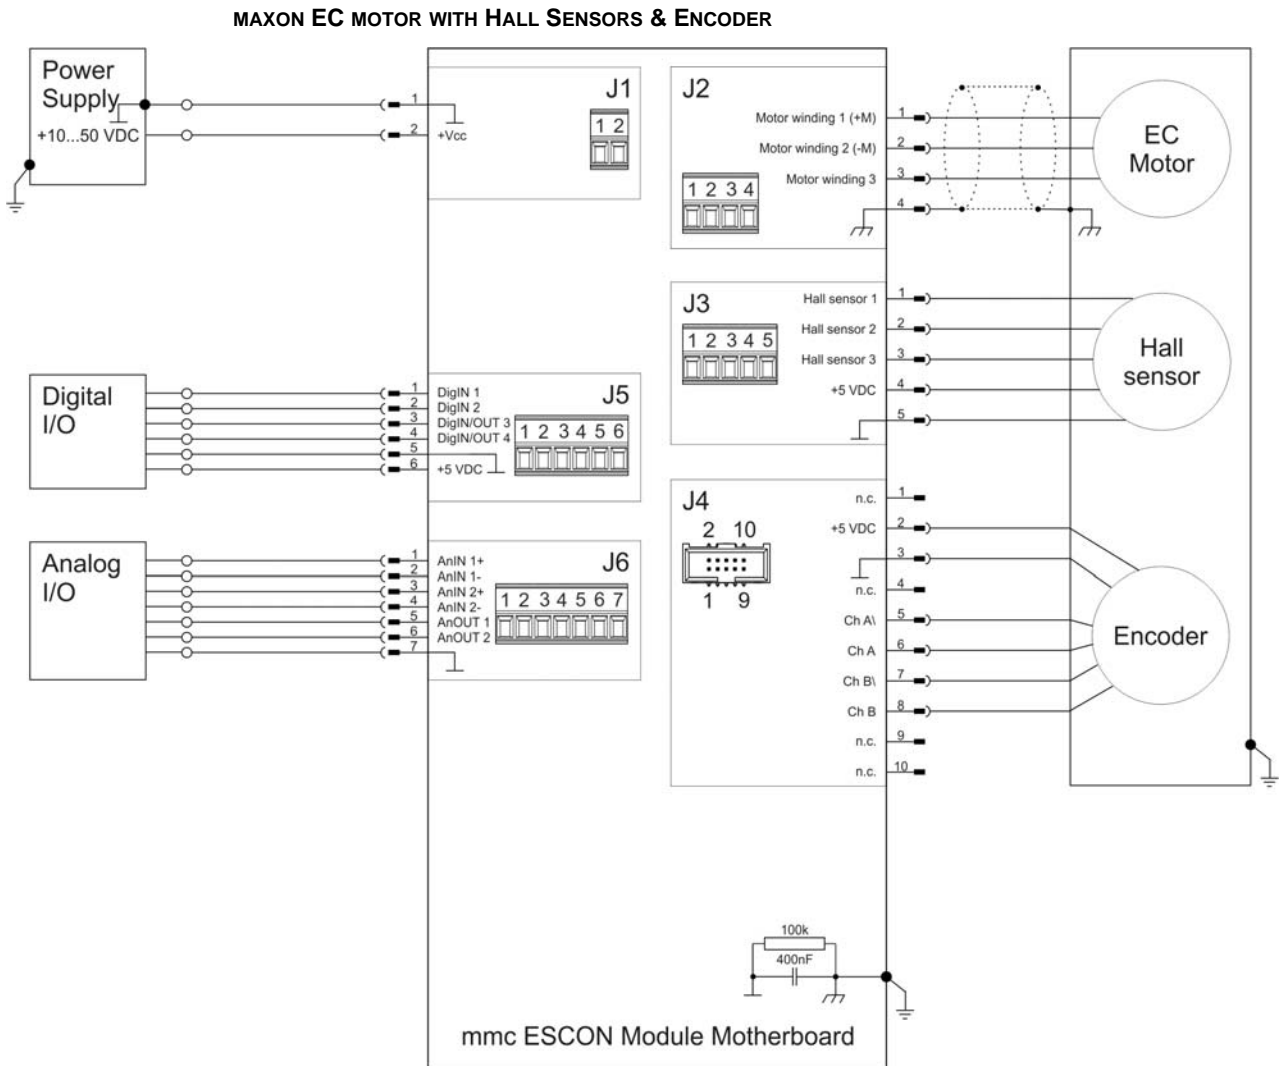 MAXON EC MOTOR WITH HALL SENSORS & ENCODER
Power
Supply
+10...50 VDC
1
2
+Vcc
J1
1 2
J2
Motor winding 1 (+M)
Motor winding 2 (-M)
Motor winding 3
1 2 3 4
1
2
3
4
EC
Motor
J3
Hall sensor 1
Hall sensor 2
Hall sensor 3
+5 VDC
1 2 3 4 5
1
2
3
4
5
Hall
sensor
Digital
I/O
1
2
3
4
5
6
DigIN 1
DigIN 2
DigIN/OUT 3
DigIN/OUT 4
+5 VDC
J5
1 2 3 4 5 6
J4
2 10
1 9
n.c.
+5 VDC
n.c.
Ch A\
Ch A
Ch B\
Ch B
n.c.
n.c.
1
2
3
4
5
6
7
8
9
10
Encoder
Analog
I/O
1
2
3
4
5
6
7
AnIN 1+
AnIN 1-
AnIN 2+
AnIN 2-
AnOUT 1
AnOUT 2
J6
1 2 3 4 5 6 7
100k
400nF
mmc ESCON Module Motherboard